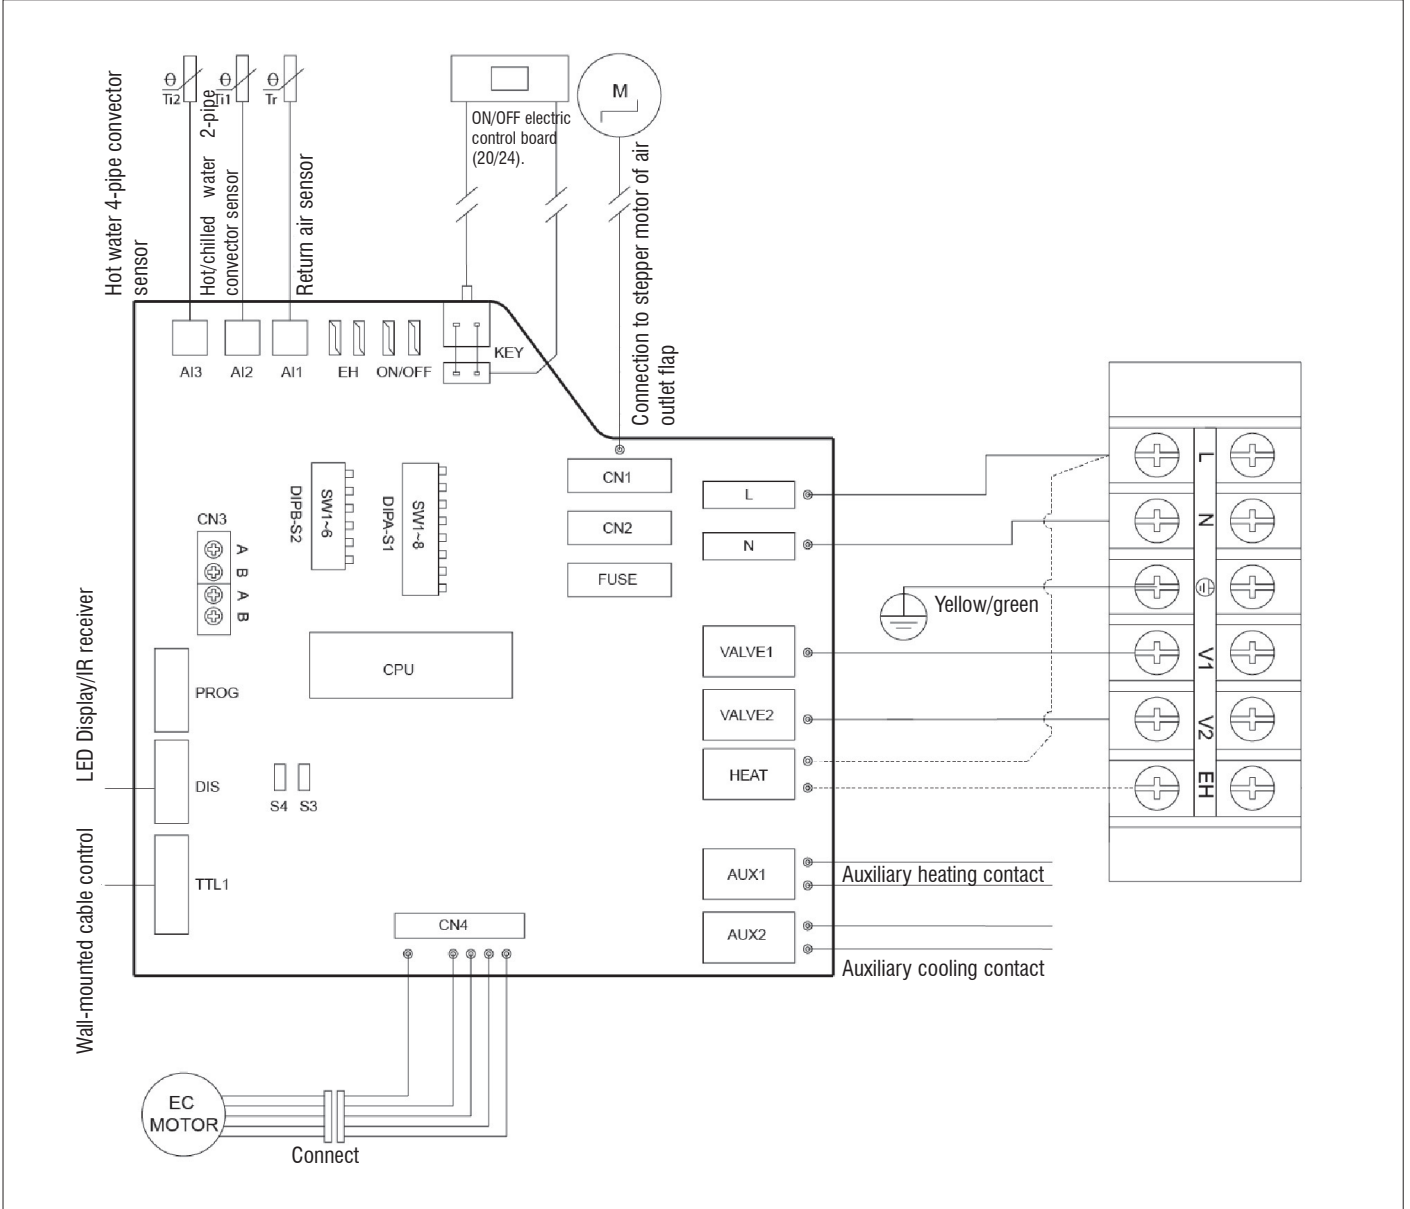 θ
Ti2
θ
Ti1
θ
Tr
Hot water 4-pipe convector
sensor
Hot/chilled water 2-pipe
convector sensor
Return air sensor
ON/OFF electric
control board
(20/24).
M
Connection to stepper motor of air
outlet flap
AI3
AI2
AI1
EH
ON/OFF
KEY
DIPB-S2
SW1~6
DIPA-S1
SW1~8
CN1
CN2
FUSE
L
N
CN3
A
B
A
B
CPU
VALVE1
VALVE2
HEAT
PROG
DIS
TTL1
S4
S3
LED Display/IR receiver
Wall-mounted cable control
AUX1
AUX2
Auxiliary heating contact
Auxiliary cooling contact
CN4
EC
MOTOR
Connect
Yellow/green
L
N
V1
V2
EH